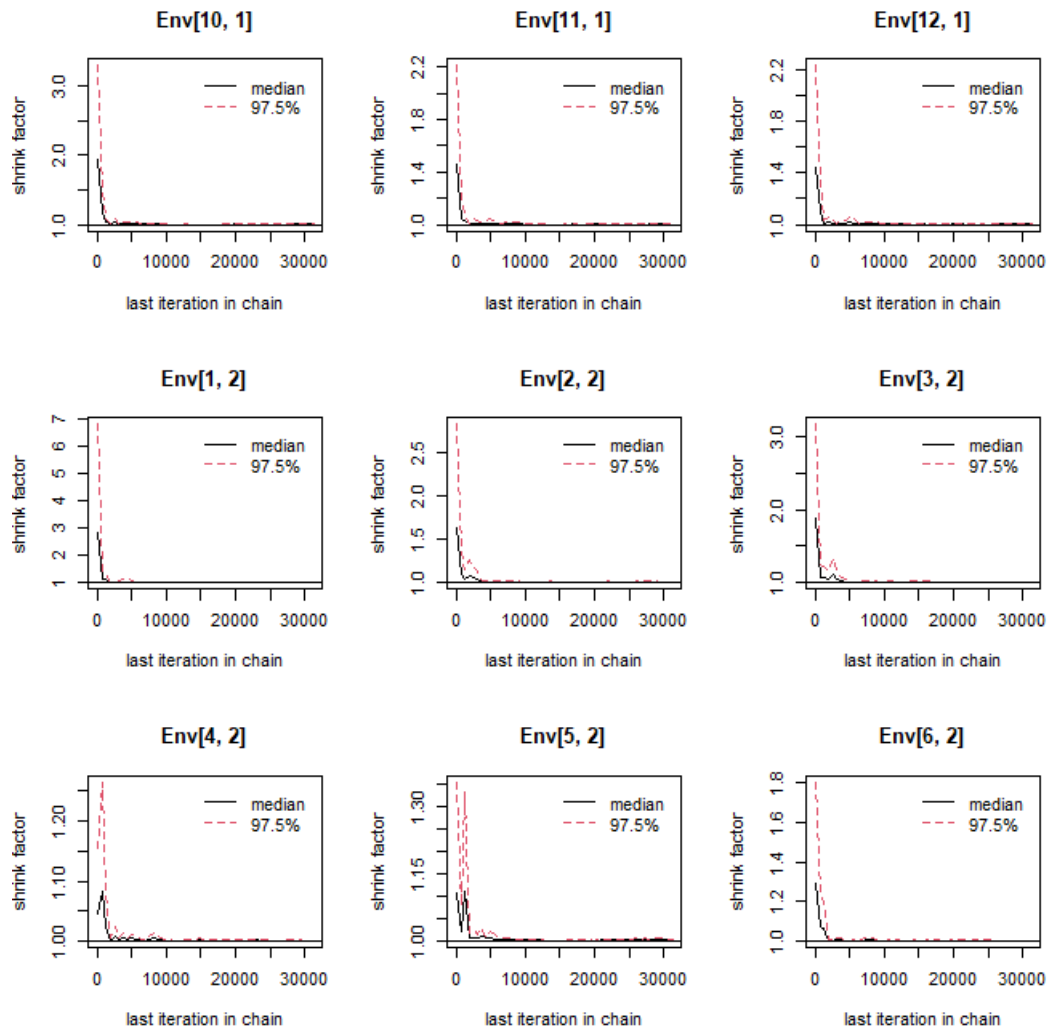 Env[10, 1]
shrink factor
1.0 2.0 3.0
median
97.5%
0 10000 20000 30000
last iteration in chain
Env[11, 1]
shrink factor
1.0 1.4 1.8 2.2
median
97.5%
0 10000 20000 30000
last iteration in chain
Env[12, 1]
shrink factor
1.0 1.4 1.8 2.2
median
97.5%
0 10000 20000 30000
last iteration in chain
Env[1, 2]
shrink factor
1 2 3 4 5 6 7
median
97.5%
0 10000 20000 30000
last iteration in chain
Env[2, 2]
shrink factor
1.0 1.5 2.0 2.5
median
97.5%
0 10000 20000 30000
last iteration in chain
Env[3, 2]
shrink factor
1.0 2.0 3.0
median
97.5%
0 10000 20000 30000
last iteration in chain
Env[4, 2]
shrink factor
1.00 1.10 1.20
median
97.5%
0 10000 20000 30000
last iteration in chain
Env[5, 2]
shrink factor
1.00 1.15 1.30
median
97.5%
0 10000 20000 30000
last iteration in chain
Env[6, 2]
shrink factor
1.0 1.2 1.4 1.6 1.8
median
97.5%
0 10000 20000 30000
last iteration in chain